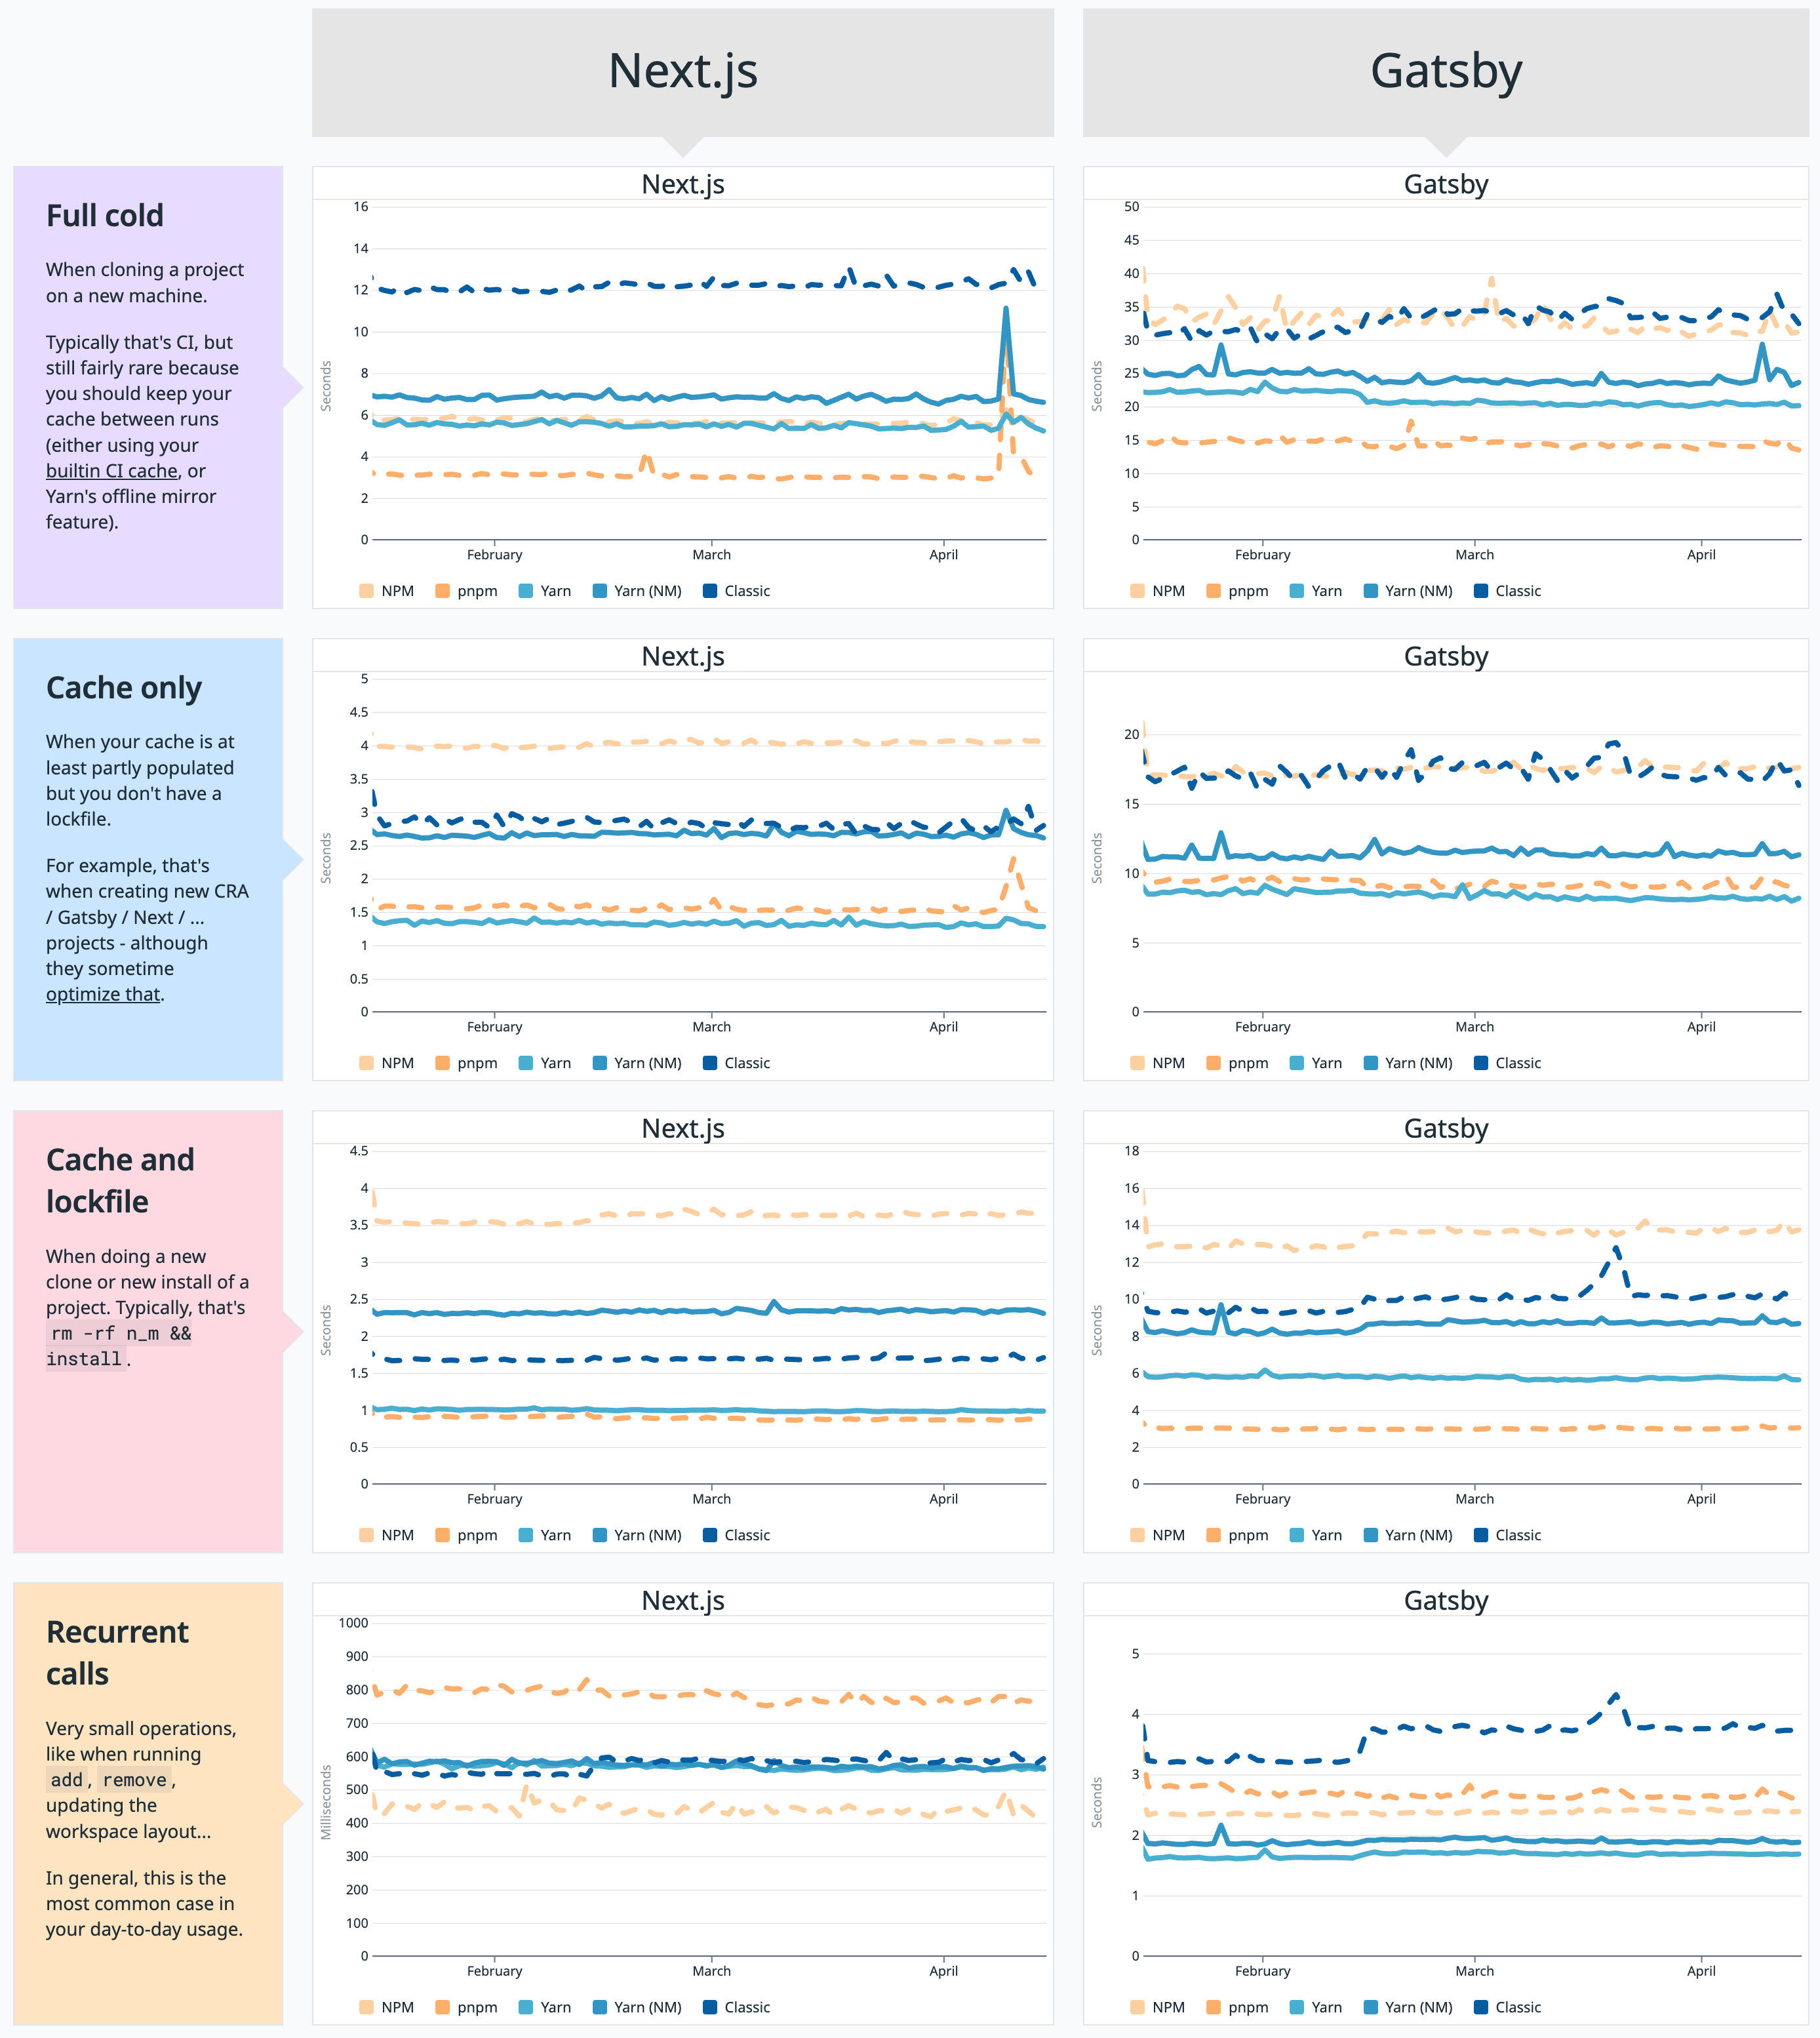 Next.js
Gatsby
Full cold
When cloning a project
on a new machine.
Typically that's CI, but
still fairly rare because
you should keep your
cache between runs
(either using your
builtin CI cache, or
Yarn's offline mirror
feature).
Next.js
16
14
12
10
8
6
4
2
0
Seconds
February March April
NPM pnpm Yarn Yarn (NM) Classic
Gatsby
50
45
40
35
30
25
20
15
10
5
0
Seconds
February March April
NPM pnpm Yarn Yarn (NM) Classic
Cache only
When your cache is at
least partly populated
but you don't have a
lockfile.
For example, that's
when creating new CRA
/ Gatsby / Next / ...
projects - although
they sometime
optimize that.
Next.js
5
4.5
4
3.5
3
2.5
2
1.5
1
0.5
0
Seconds
February March April
NPM pnpm Yarn Yarn (NM) Classic
Gatsby
20
15
10
5
0
Seconds
February March April
NPM pnpm Yarn Yarn (NM) Classic
Cache and
lockfile
When doing a new
clone or new install of a
project. Typically, that's
rm -rf n_m &&
install.
Next.js
4.5
4
3.5
3
2.5
2
1.5
1
0.5
0
Seconds
February March April
NPM pnpm Yarn Yarn (NM) Classic
Gatsby
18
16
14
12
10
8
6
4
2
0
Seconds
February March April
NPM pnpm Yarn Yarn (NM) Classic
Recurrent
calls
Very small operations,
like when running
add, remove,
updating the
workspace layout...
In general, this is the
most common case in
your day-to-day usage.
Next.js
1000
900
800
700
600
500
400
300
200
100
0
Milliseconds
February March April
NPM pnpm Yarn Yarn (NM) Classic
Gatsby
5
4
3
2
1
0
Seconds
February March April
NPM pnpm Yarn Yarn (NM) Classic